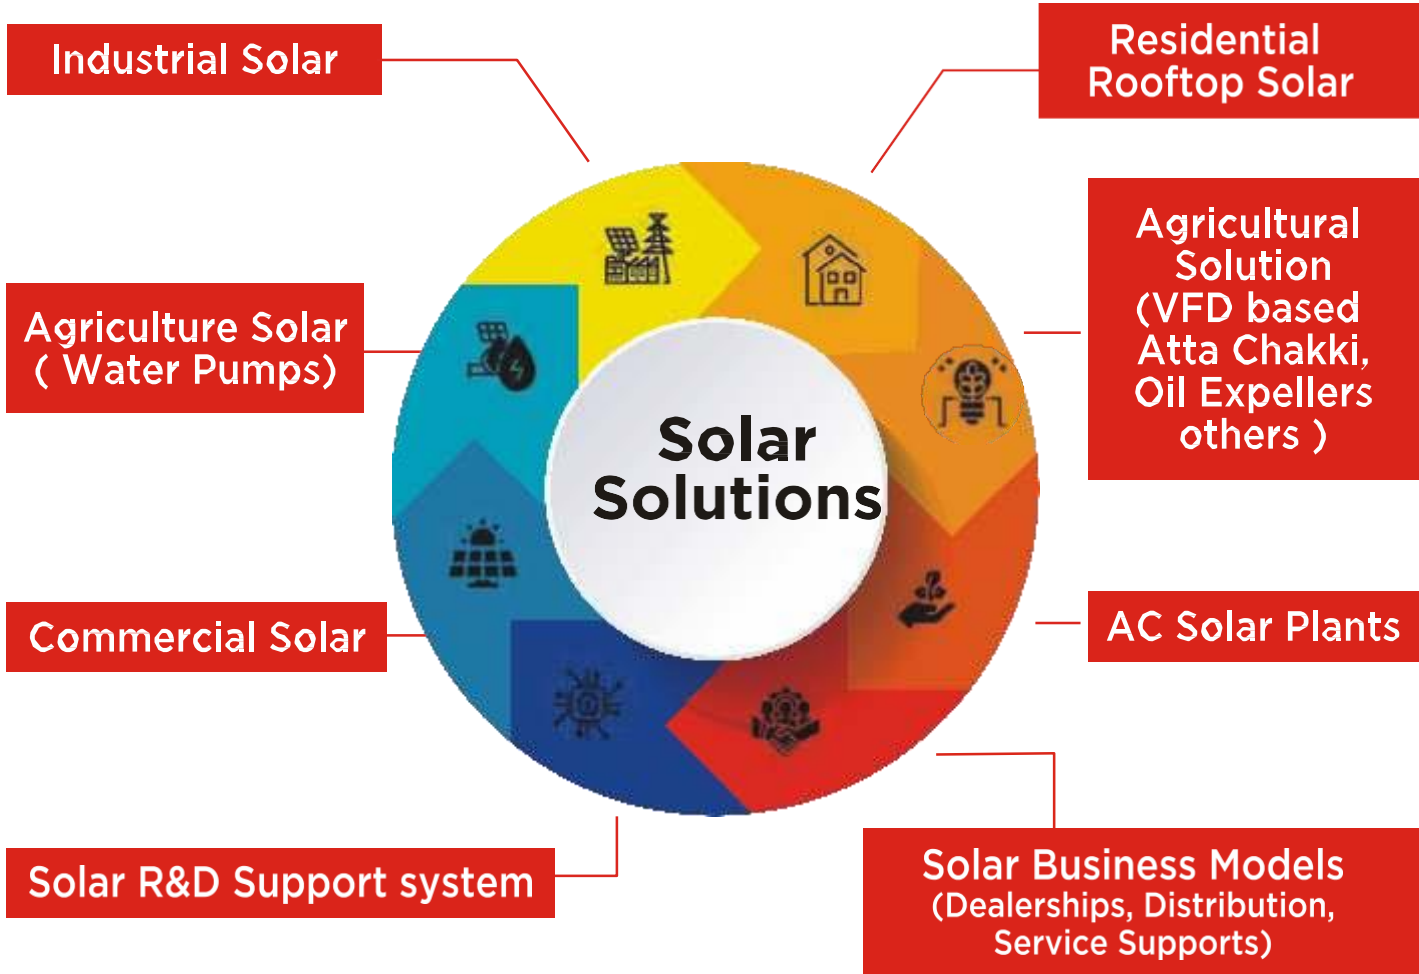 Industrial Solar
Residential
Rooftop Solar
Agricultural
Solution
(VFD based
Atta Chakki,
Oil Expellers
others )
Agriculture Solar
( Water Pumps)
Solar
Solutions
Commercial Solar
AC Solar Plants
Solar R&D Support system
Solar Business Models
(Dealerships, Distribution,
Service Supports)